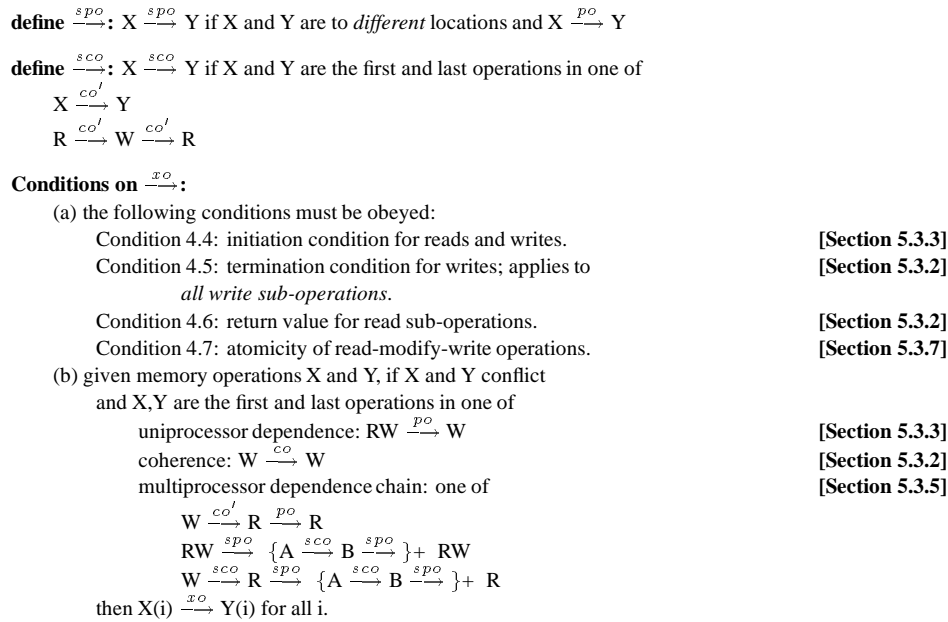 define —spo→: X —spo→ Y if X and Y are to different locations and X —po→ Y
define —sco→: X —sco→ Y if X and Y are the first and last operations in one of
X —co′→ Y
R —co′→ W —co′→ R
Conditions on —xo→:
(a) the following conditions must be obeyed:
Condition 4.4: initiation condition for reads and writes. [Section 5.3.3]
Condition 4.5: termination condition for writes; applies to [Section 5.3.2]
all write sub-operations.
Condition 4.6: return value for read sub-operations. [Section 5.3.2]
Condition 4.7: atomicity of read-modify-write operations. [Section 5.3.7]
(b) given memory operations X and Y, if X and Y conflict
and X,Y are the first and last operations in one of
uniprocessor dependence: RW —po→ W [Section 5.3.3]
coherence: W —co→ W [Section 5.3.2]
multiprocessor dependence chain: one of [Section 5.3.5]
W —co′→ R —po→ R
RW —spo→ {A —sco→ B —spo→ }+ RW
W —sco→ R —spo→ {A —sco→ B —spo→ }+ R
then X(i) —xo→ Y(i) for all i.